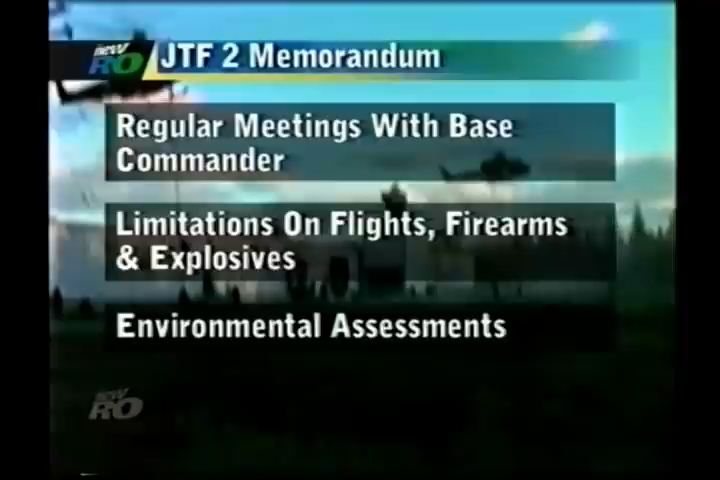 new
RO
JTF 2 Memorandum
Regular Meetings With Base
Commander
Limitations On Flights, Firearms
& Explosives
Environmental Assessments
new
RO